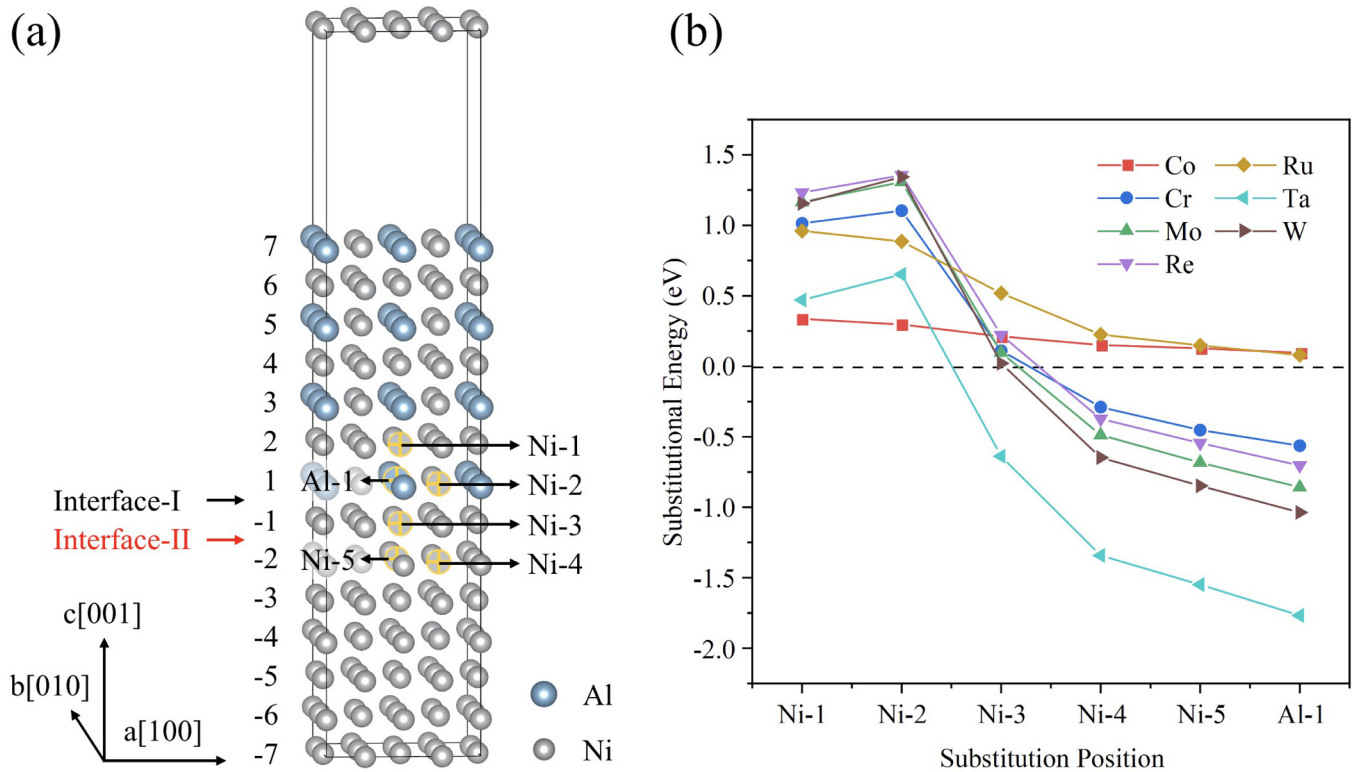 (a)
7
6
5
4
3
2
1
-1
-2
-3
-4
-5
-6
-7
Ni-1
Al-1
Ni-2
Interface-I
Ni-3
Interface-II
Ni-5
Ni-4
c[001]
b[010]
a[100]
Al
Ni
(b)
Substitutional Energy (eV)
1.5
1.0
0.5
0.0
-0.5
-1.0
-1.5
-2.0
Co
Ru
Cr
Ta
Mo
W
Re
Ni-1 Ni-2 Ni-3 Ni-4 Ni-5 Al-1
Substitution Position